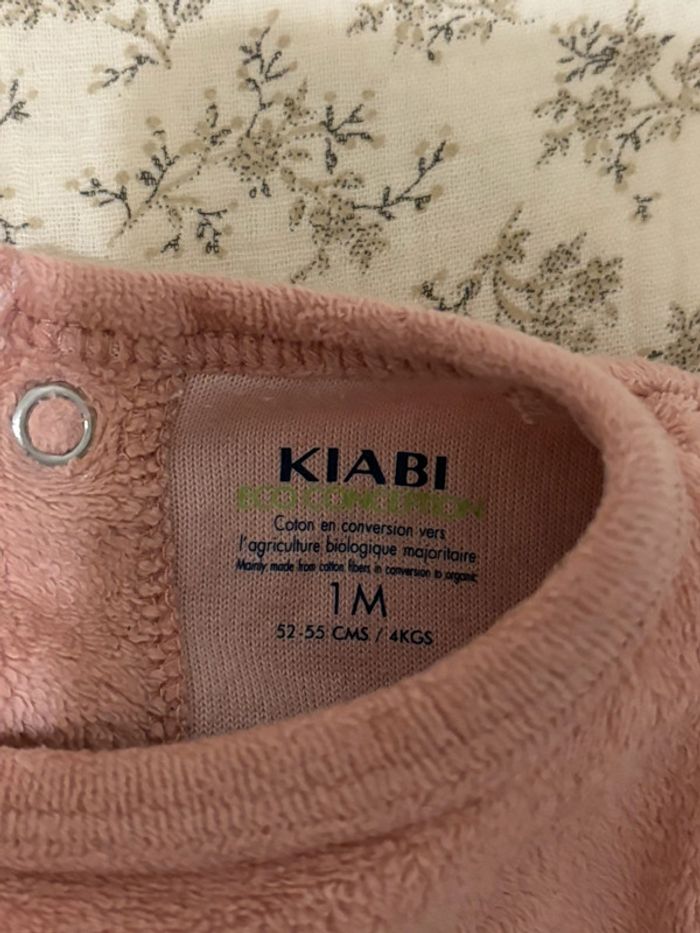 KIABI
ECO CONCEPTION
Coton en conversion vers
l'agriculture biologique majoritaire
Mainly made from cotton fibers in conversion to organic
1M
52-55 CMS / 4KGS